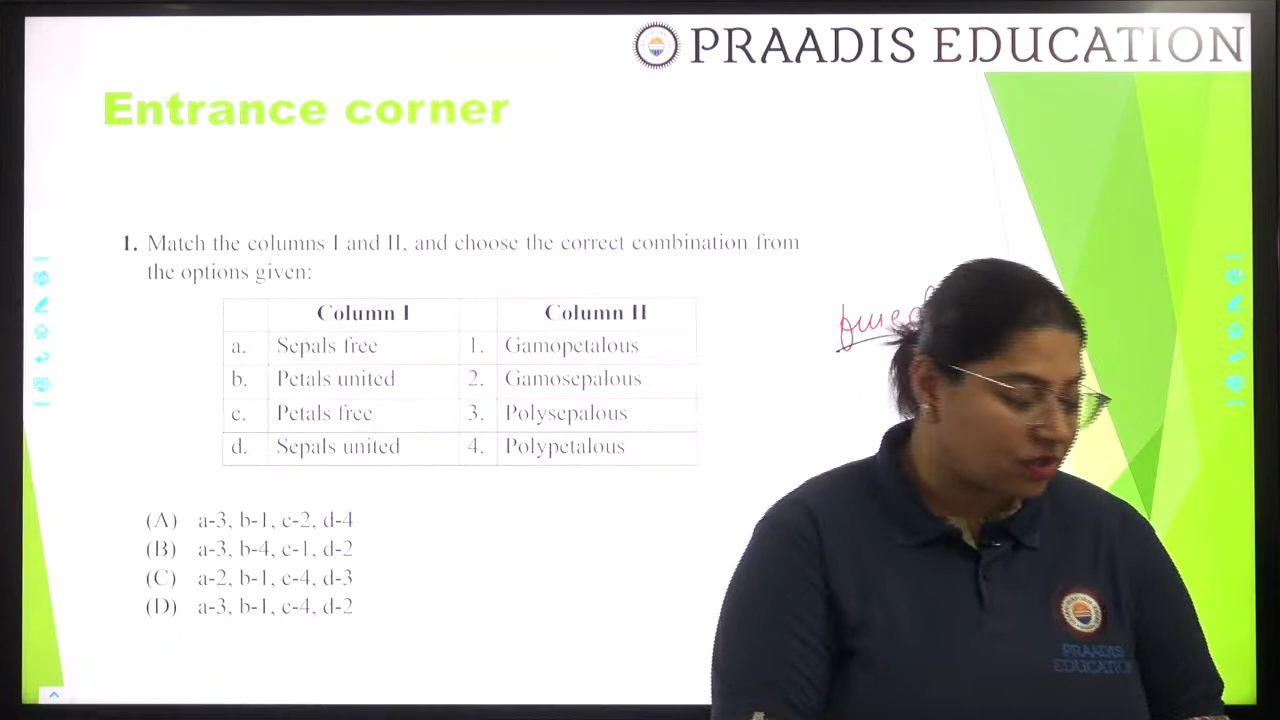 PRAADIS EDUCATION
Entrance corner
1. Match the columns I and II, and choose the correct combination from
the options given:
Column I Column II
a. Sepals free 1. Gamopetalous
b. Petals united 2. Gamosepalous
c. Petals free 3. Polysepalous
d. Sepals united 4. Polypetalous
(A) a-3, b-1, c-2, d-4
(B) a-3, b-4, c-1, d-2
(C) a-2, b-1, c-4, d-3
(D) a-3, b-1, c-4, d-2
PRAADIS
EDUCATION